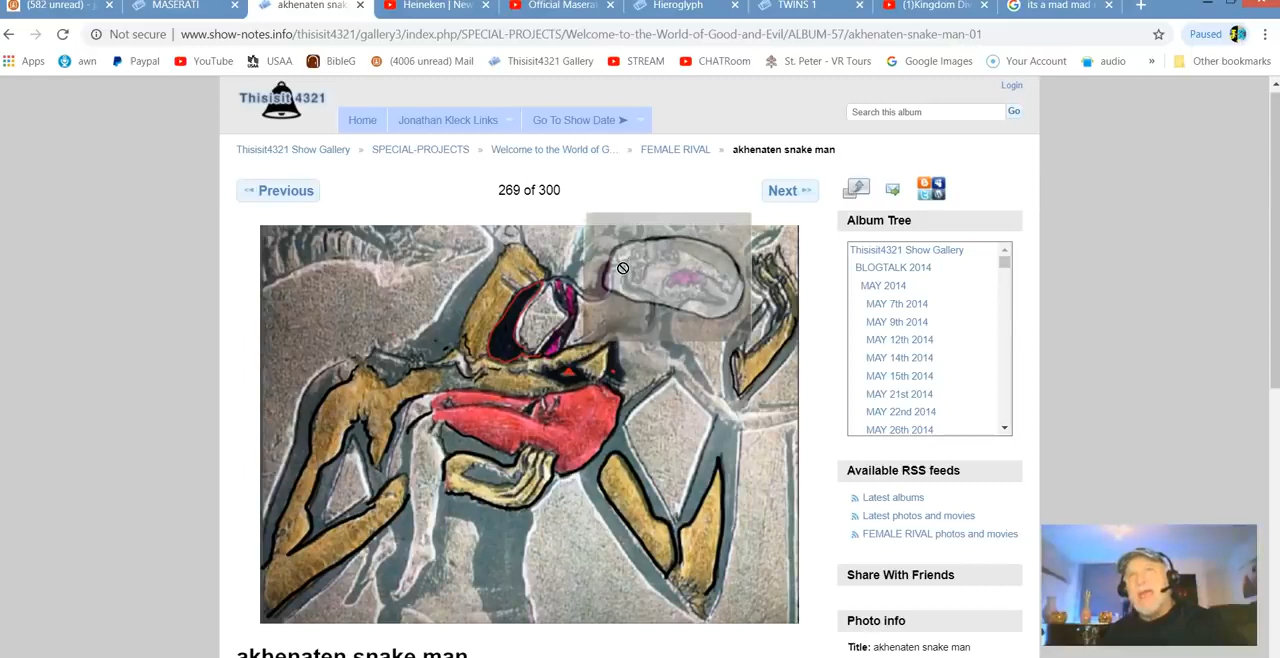 (582 unread) - j
MASERATI
akhenaten snak
Heineken | New
Official Masera
Hieroglyph
TWINS 1
(1)Kingdom Div
its a mad mad
Paused
Not secure | www.show-notes.info/thisisit4321/gallery3/index.php/SPECIAL-PROJECTS/Welcome-to-the-World-of-Good-and-Evil/ALBUM-57/akhenaten-snake-man-01
Apps
awn
Paypal
YouTube
USAA
BibleG
(4006 unread) Mail
Thisisit4321 Gallery
STREAM
CHATRoom
St. Peter - VR Tours
Google Images
Your Account
audio
»
Other bookmarks
Login
Thisisit 4321
Home
Jonathan Kleck Links
Go To Show Date ➤
Search this album
Go
Thisisit4321 Show Gallery » SPECIAL-PROJECTS » Welcome to the World of G... » FEMALE RIVAL » akhenaten snake man
Previous
269 of 300
Next
Album Tree
Thisisit4321 Show Gallery
BLOGTALK 2014
MAY 2014
MAY 7th 2014
MAY 9th 2014
MAY 12th 2014
MAY 14th 2014
MAY 15th 2014
MAY 21st 2014
MAY 22nd 2014
MAY 26th 2014
Available RSS feeds
Latest albums
Latest photos and movies
FEMALE RIVAL photos and movies
Share With Friends
Photo info
Title: akhenaten snake man
akhenaten snake man